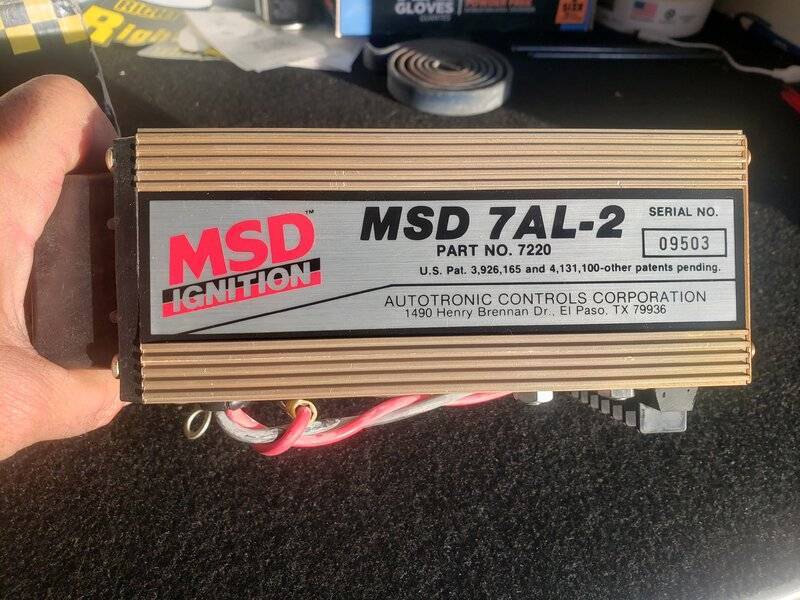 GLOVES
MSD™
IGNITION
MSD 7AL-2
PART NO. 7220
SERIAL NO.
09503
U.S. Pat. 3,926,165 and 4,131,100-other patents pending.
AUTOTRONIC CONTROLS CORPORATION
1490 Henry Brennan Dr., El Paso, TX 79936